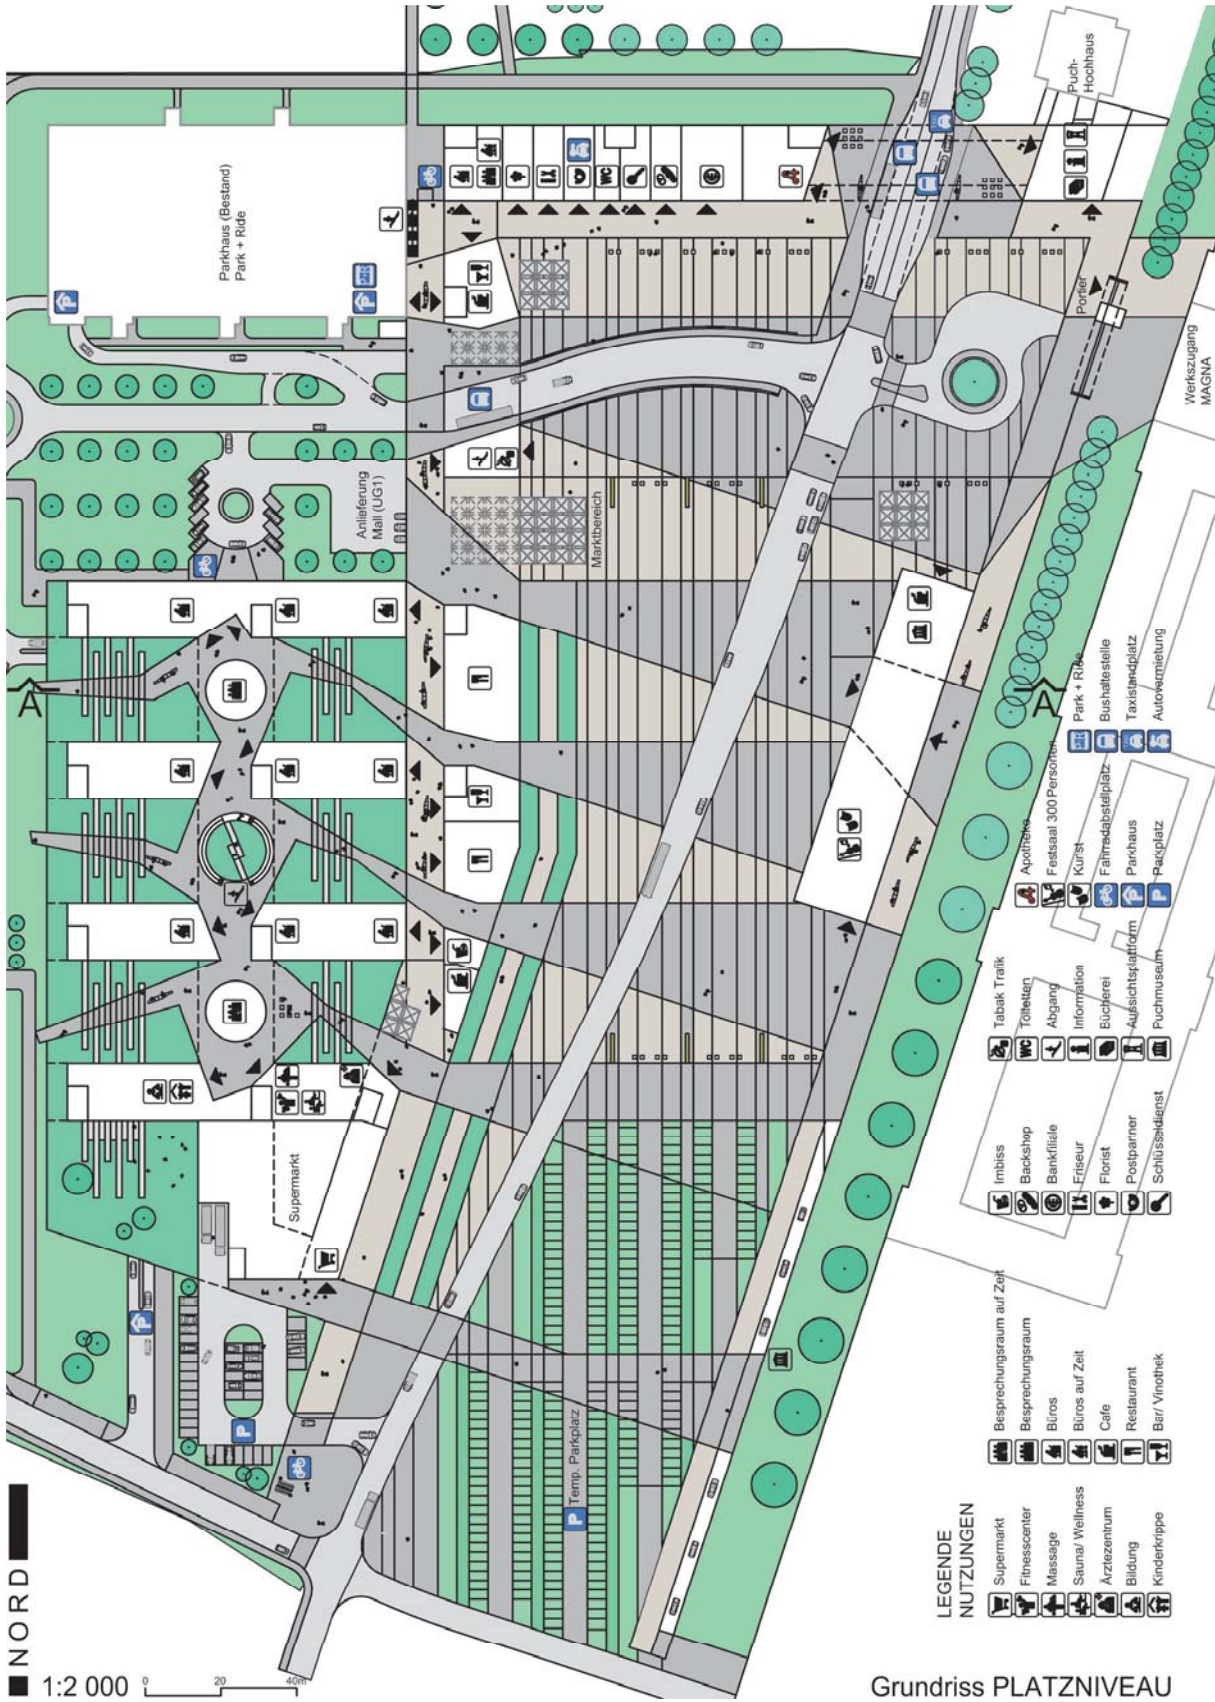 Parkhaus (Bestand)
Park + Ride
Puch-
Hochhaus
Anlieferung
Mall (UG1)
Marktbereich
Portier
Werkszugang
MAGNA
WC
A
A
Supermarkt
P
P Temp. Parkplatz
LEGENDE
NUTZUNGEN
Supermarkt
Fitnesscenter
Massage
Sauna/ Wellness
Ärztezentrum
Bildung
Kinderkrippe
Besprechungsraum auf Zeit
Besprechungsraum
Büros
Büros auf Zeit
Cafe
Restaurant
Bar/ Vinothek
Imbiss
Backshop
Bankfiliale
Friseur
Florist
Postpartner
Schlüsseldienst
Tabak Trafik
WC Toiletten
Abgang
Information
Bücherei
Aussichtsplattform
Puchmuseum
Apotheke
Festsaal 300 Personen
Kunst
Fahrradabstellplatz
Parkhaus
P Parkplatz
P+R Park + Ride
Bushaltestelle
Taxistandplatz
Autovermietung
NORD
1:2 000
0 20 40m
Grundriss PLATZNIVEAU